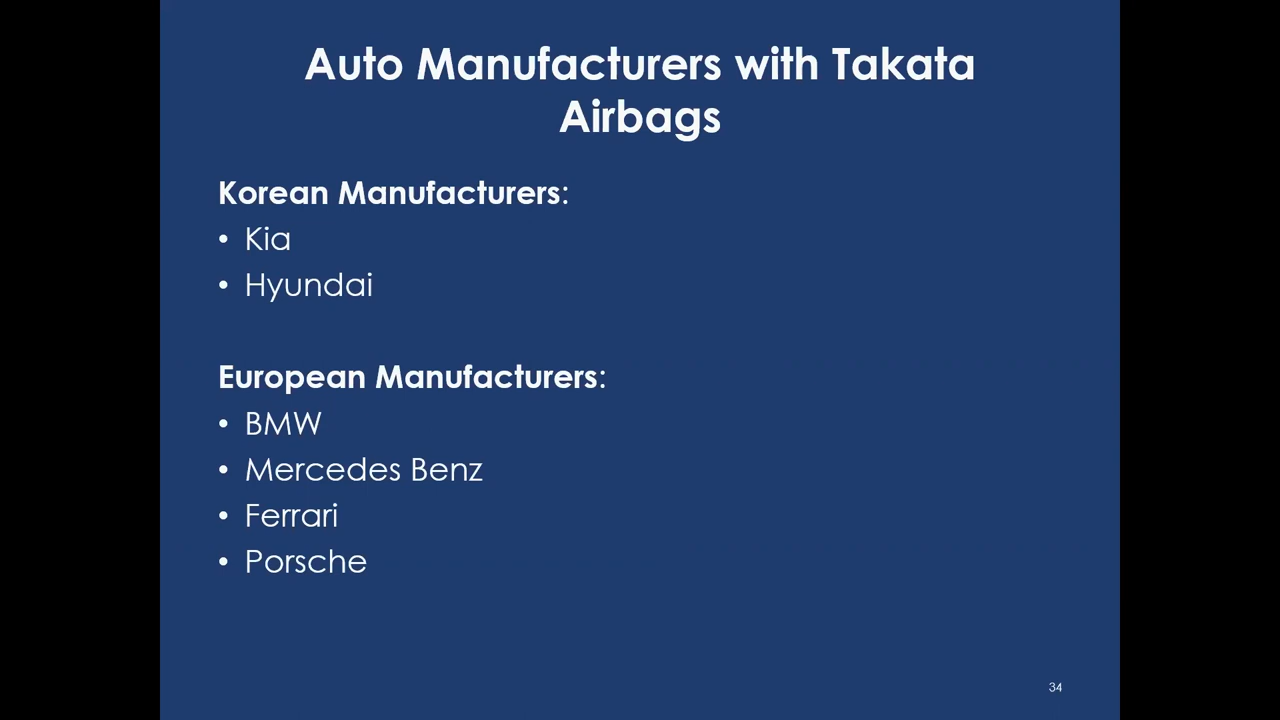 Auto Manufacturers with Takata
Airbags
Korean Manufacturers:
• Kia
• Hyundai
European Manufacturers:
• BMW
• Mercedes Benz
• Ferrari
• Porsche
34